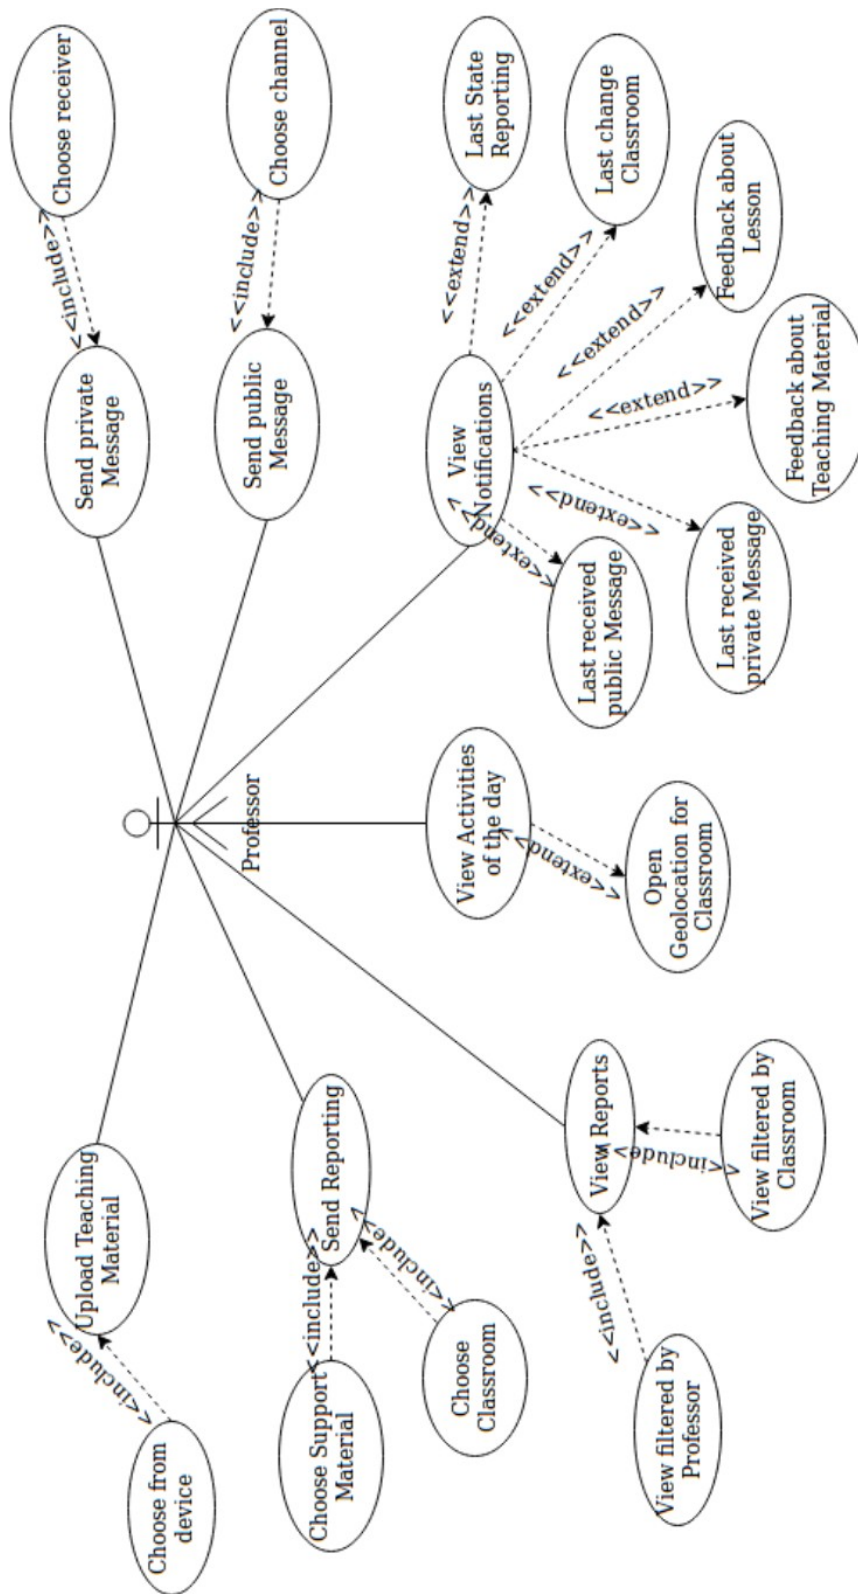 Choose receiver
<<include>>
Send private
Message
Choose channel
<<include>>
Send public
Message
Last State
Reporting
<<extend>>
Last change
Classroom
<<extend>>
Feedback about
Lesson
<<extend>>
Feedback about
Teaching Material
<<extend>>
View
Notifications
<<extend>>
Last received
private Message
<<extend>>
Last received
public Message
Professor
View Activities
of the day
<<extend>>
Open
Geolocation for
Classroom
Upload Teaching
Material
<<include>>
Choose from
device
Send Reporting
<<include>>
Choose Support
Material
<<include>>
Choose
Classroom
View Reports
<<include>>
View filtered by
Classroom
<<include>>
View filtered by
Professor